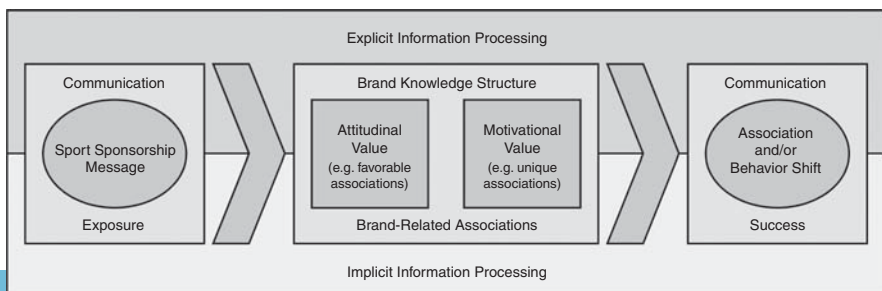 Explicit Information Processing
Communication
Sport Sponsorship
Message
Exposure
Brand Knowledge Structure
Attitudinal
Value
(e.g. favorable
associations)
Motivational
Value
(e.g. unique
associations)
Brand-Related Associations
Communication
Association
and/or
Behavior Shift
Success
Implicit Information Processing